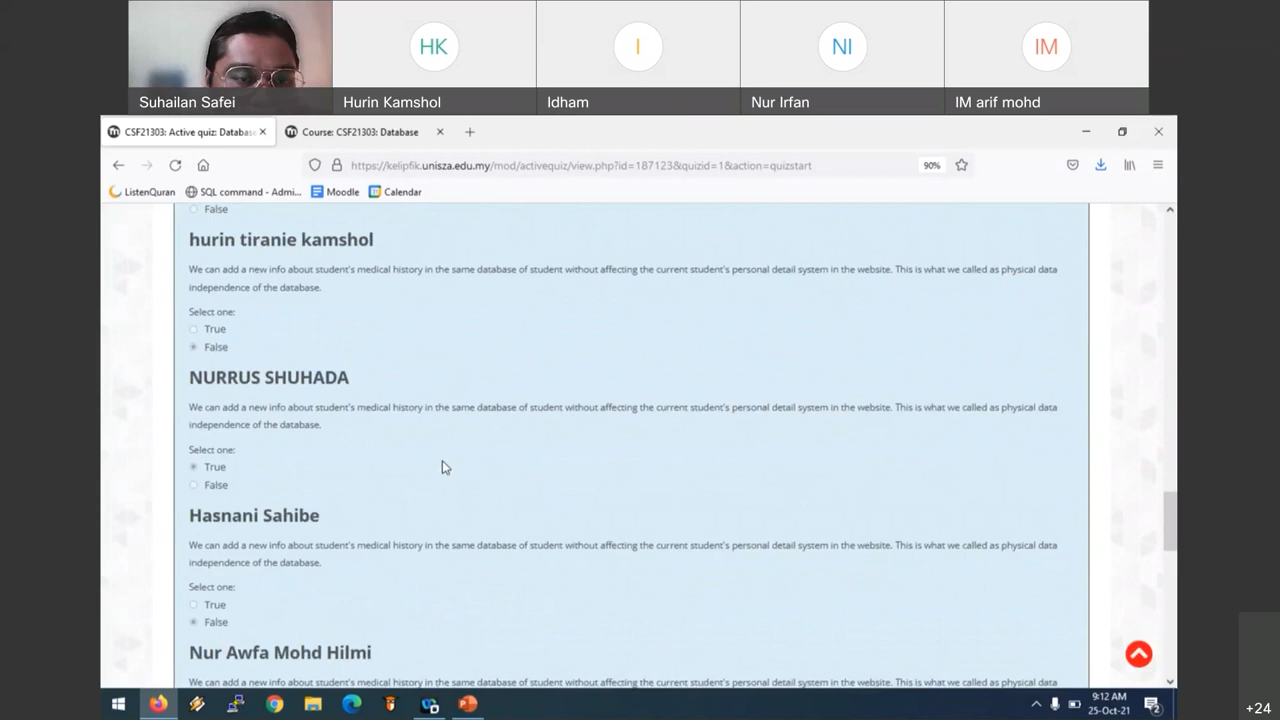 HK
I
NI
IM
Suhailan Safei
Hurin Kamshol
Idham
Nur Irfan
IM arif mohd
CSF21303: Active quiz: Databas
Course: CSF21303: Database
https://kelipfik.unisza.edu.my/mod/activequiz/view.php?id=187123&quizid=1&action=quizstart
90%
ListenQuran
SQL command - Admi...
Moodle
Calendar
False
hurin tiranie kamshol
We can add a new info about student's medical history in the same database of student without affecting the current student's personal detail system in the website. This is what we called as physical data
independence of the database.
Select one:
True
False
NURRUS SHUHADA
We can add a new info about student's medical history in the same database of student without affecting the current student's personal detail system in the website. This is what we called as physical data
independence of the database.
Select one:
True
False
Hasnani Sahibe
We can add a new info about student's medical history in the same database of student without affecting the current student's personal detail system in the website. This is what we called as physical data
independence of the database.
Select one:
True
False
Nur Awfa Mohd Hilmi
We can add a new info about student's medical history in the same database of student without affecting the current student's personal detail system in the website. This is what we called as physical data
9:12 AM
25-Oct-21
2
+24